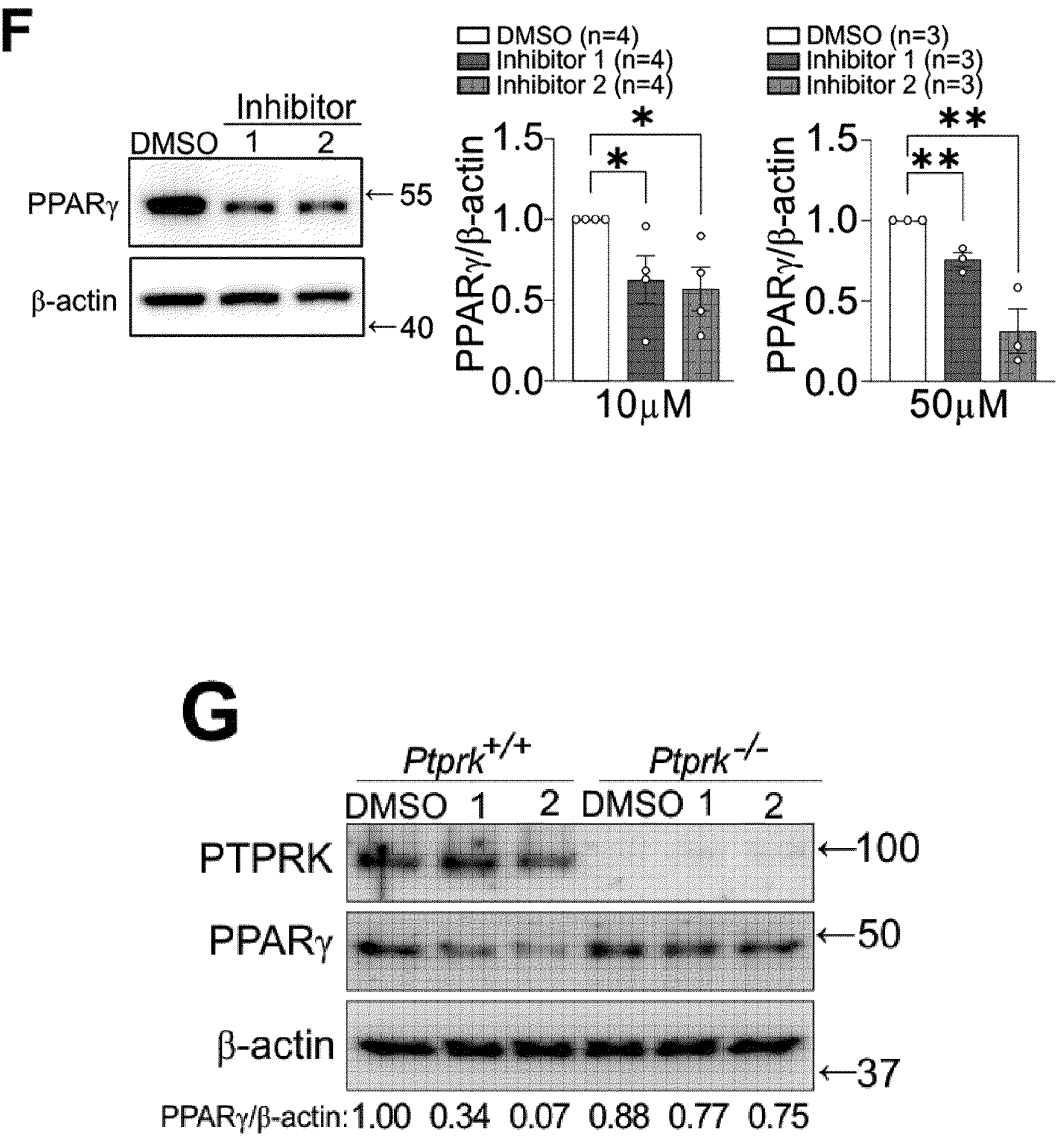 F
Inhibitor
DMSO 1 2
PPARγ
←55
β-actin
←40
DMSO (n=4)
Inhibitor 1 (n=4)
Inhibitor 2 (n=4)
PPARγ/β-actin
1.5
1.0
0.5
0.0
*
*
10μM
DMSO (n=3)
Inhibitor 1 (n=3)
Inhibitor 2 (n=3)
PPARγ/β-actin
1.5
1.0
0.5
0.0
**
**
50μM
G
Ptprk+/+ Ptprk-/-
DMSO 1 2 DMSO 1 2
PTPRK
←100
PPARγ
←50
β-actin
←37
PPARγ/β-actin: 1.00 0.34 0.07 0.88 0.77 0.75